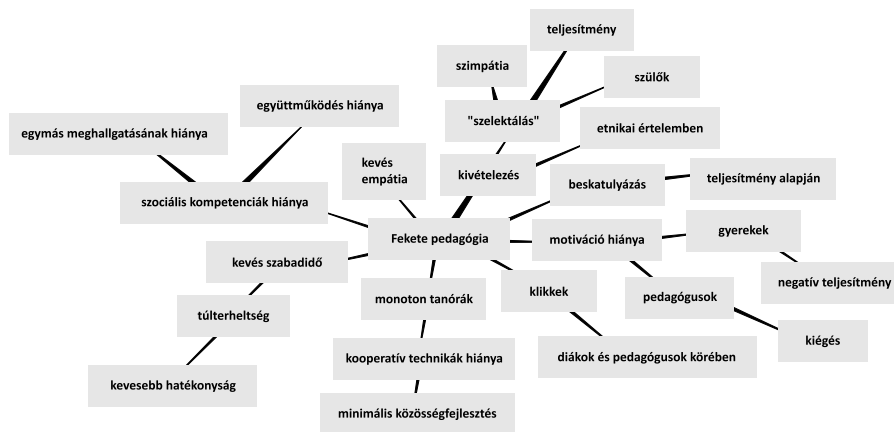 teljesítmény
szimpátia
szülők
együttműködés hiánya
"szelektálás"
egymás meghallgatásának hiánya
etnikai értelemben
kevés
empátia
kivételezés
beskatulyázás
teljesítmény alapján
szociális kompetenciák hiánya
Fekete pedagógia
motiváció hiánya
gyerekek
kevés szabadidő
negatív teljesítmény
monoton tanórák
klikkek
pedagógusok
túlterheltség
kiégés
kooperatív technikák hiánya
diákok és pedagógusok körében
kevesebb hatékonyság
minimális közösségfejlesztés